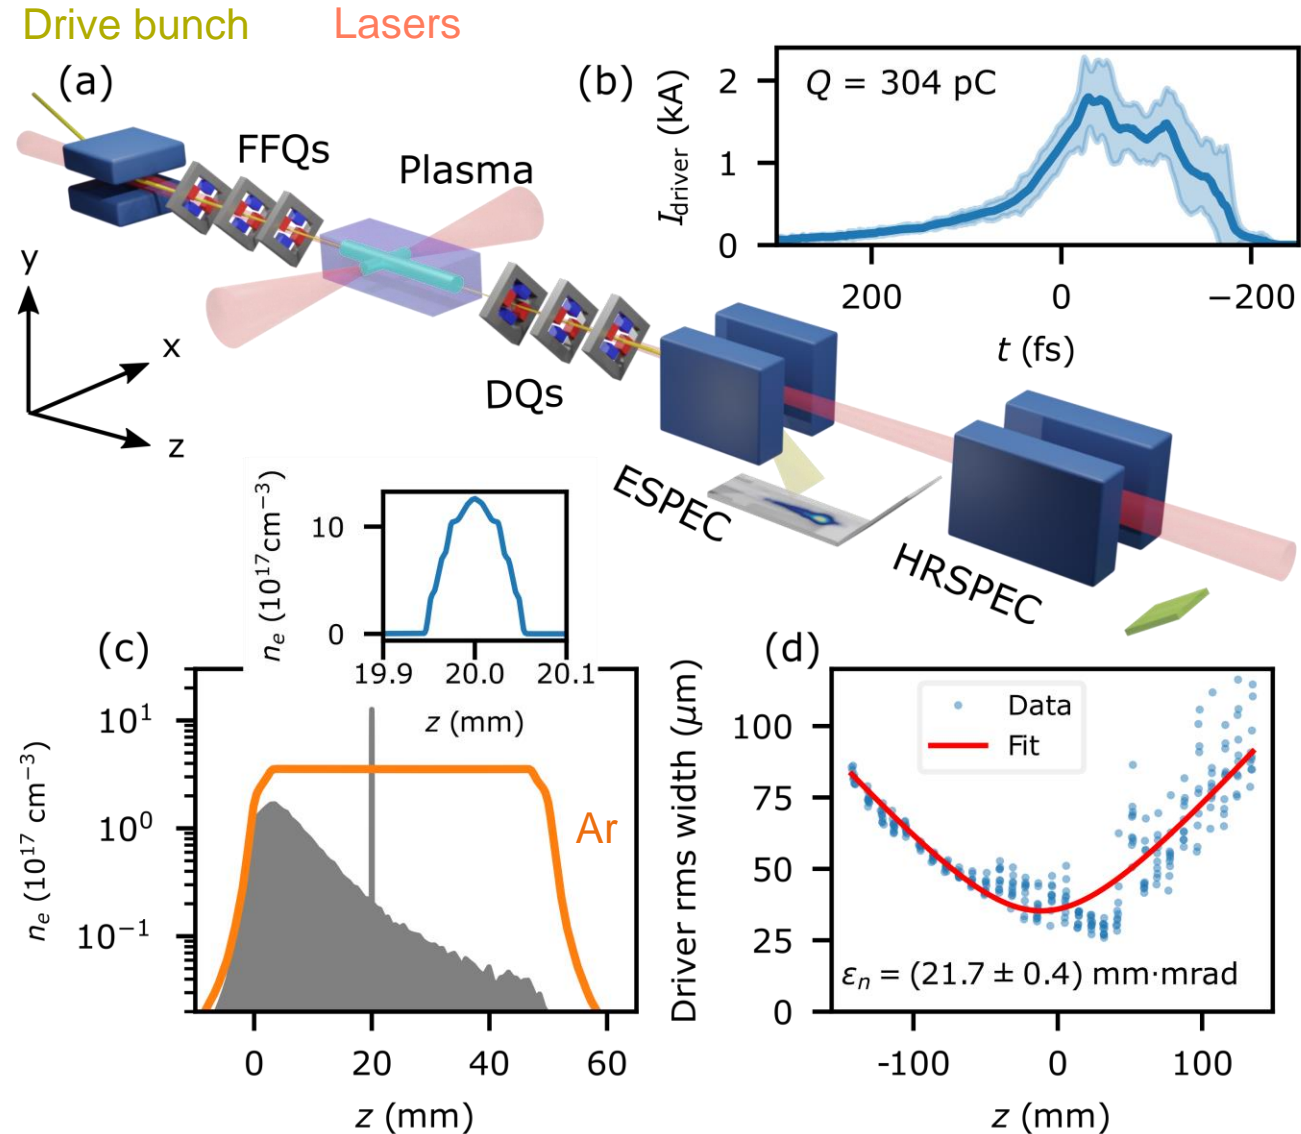 Drive bunch
Lasers
(a)
FFQs
Plasma
y
x
z
DQs
ESPEC
HRSPEC
(b)
Q = 304 pC
I_driver (kA)
2
1
0
200
0
−200
t (fs)
n_e (10^17 cm^−3)
10
0
19.9
20.0
20.1
z (mm)
(c)
n_e (10^17 cm^−3)
10^1
10^0
10^−1
Ar
0
20
40
60
z (mm)
(d)
Driver rms width (μm)
100
75
50
25
0
Data
Fit
ε_n = (21.7 ± 0.4) mm·mrad
-100
0
100
z (mm)